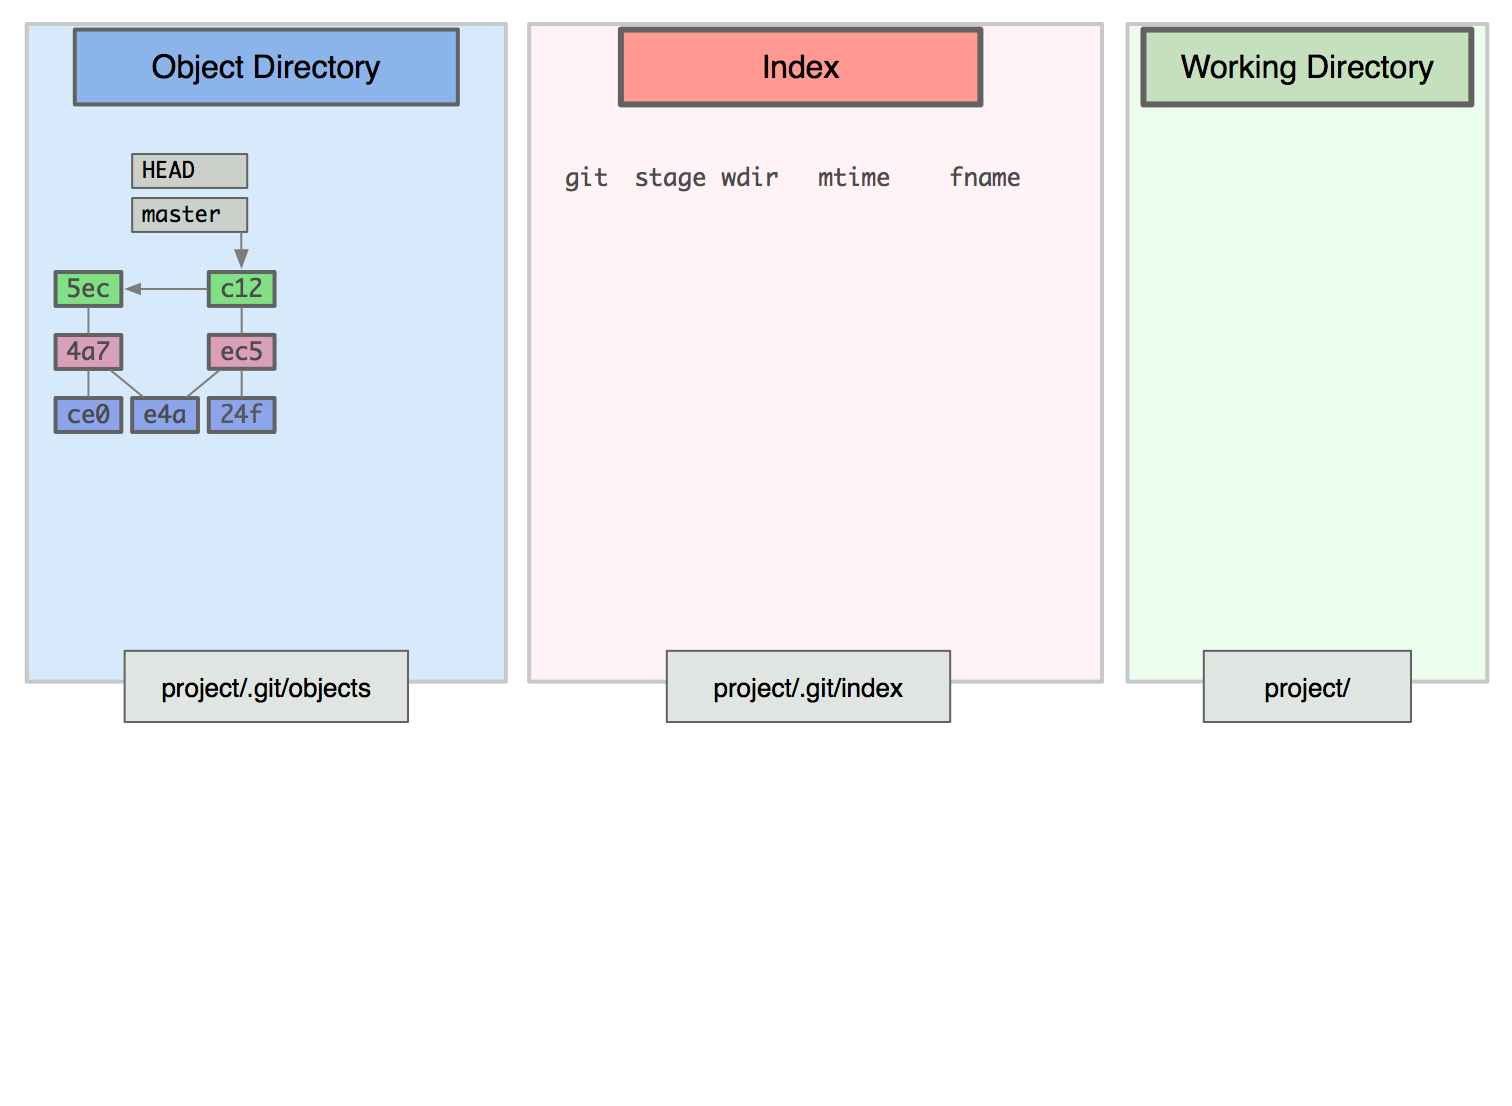 Object Directory
Index
Working Directory
HEAD
master
5ec
c12
4a7
ec5
ce0
e4a
24f
git stage wdir mtime fname
project/.git/objects
project/.git/index
project/